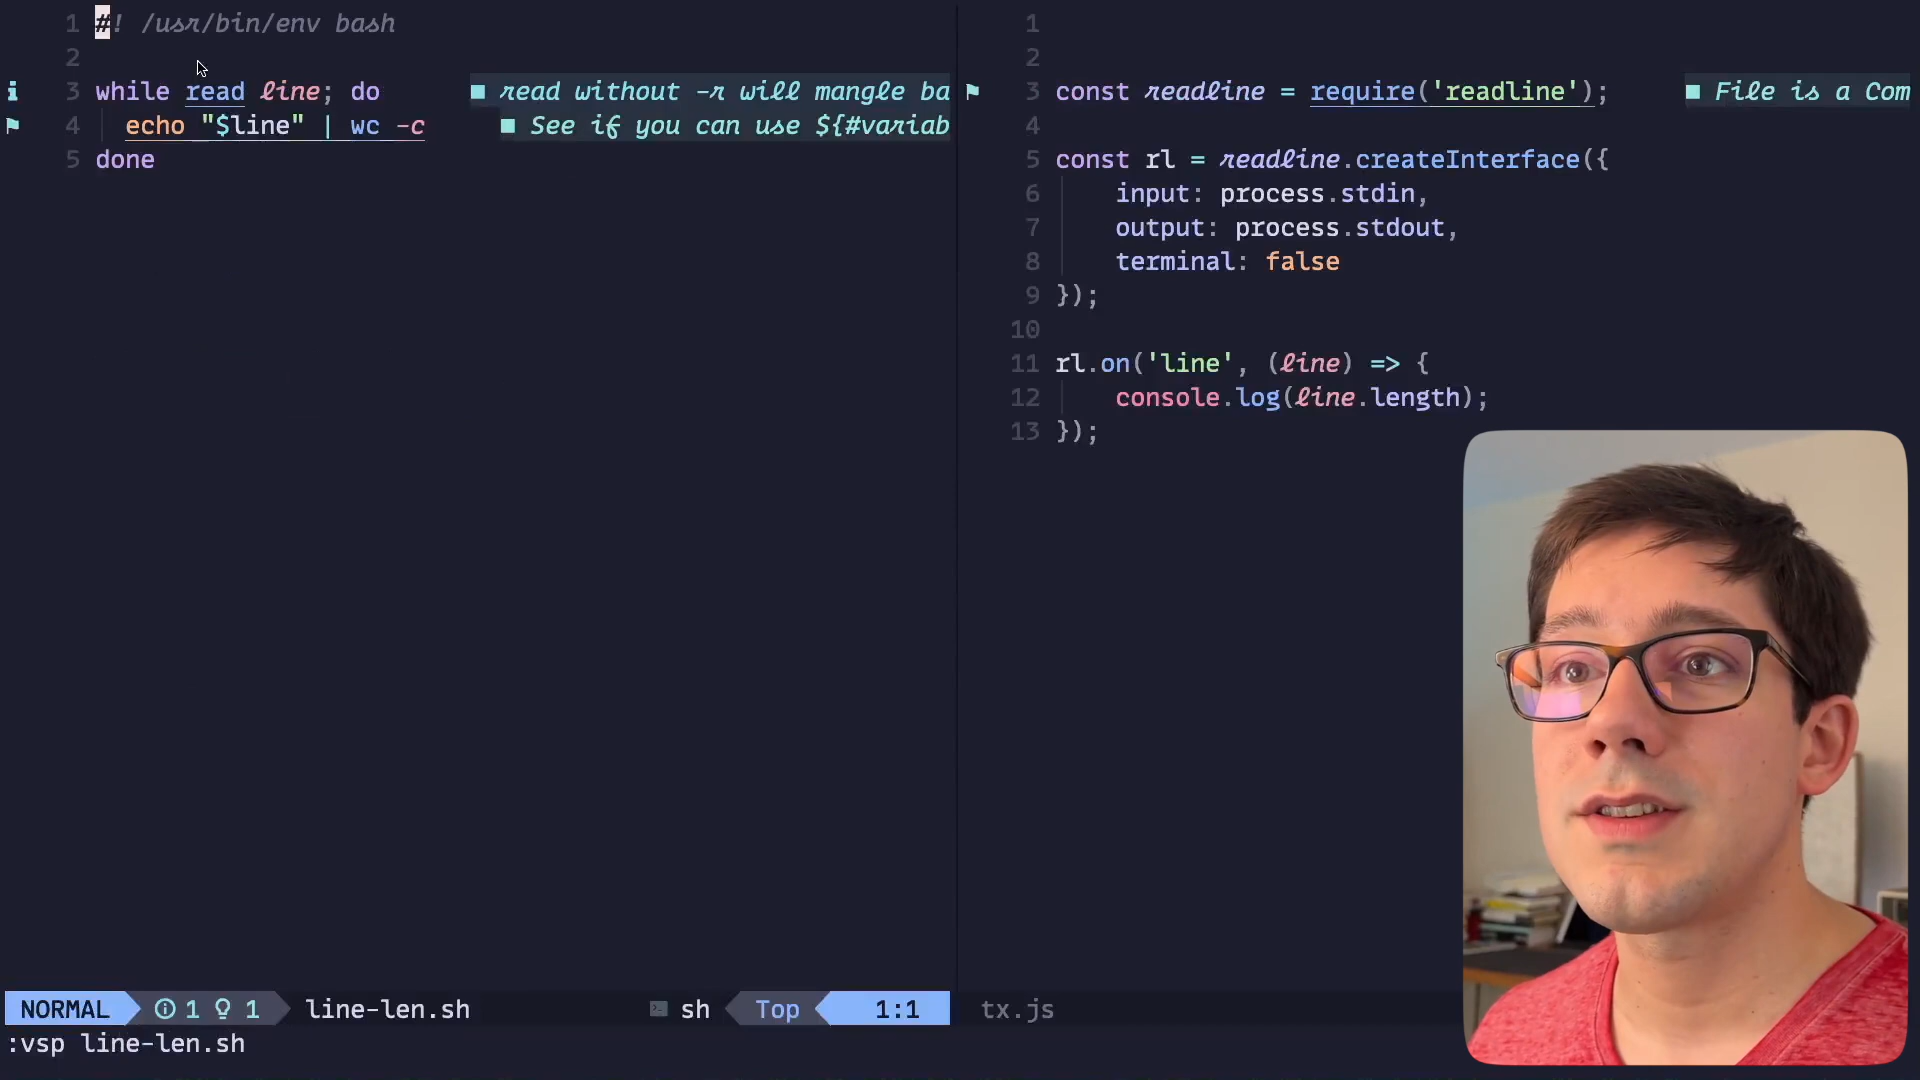 1 #! /usr/bin/env bash
2
3 while read line; do ■ read without -r will mangle ba
4 echo "$line" | wc -c ■ See if you can use ${#variab
5 done
1
2
3 const readline = require('readline'); ■ File is a Com
4
5 const rl = readline.createInterface({
6 input: process.stdin,
7 output: process.stdout,
8 terminal: false
9 });
10
11 rl.on('line', (line) => {
12 console.log(line.length);
13 });
NORMAL 1 1 line-len.sh sh Top 1:1 tx.js
:vsp line-len.sh